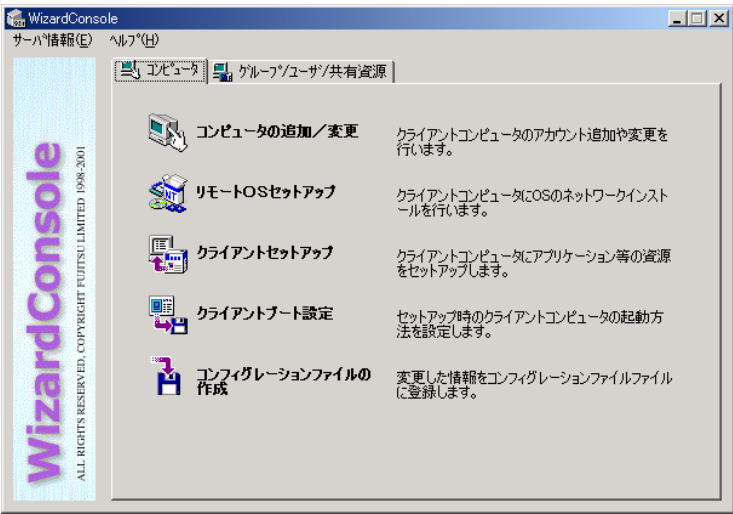 WizardConsole
サーバ情報(E) ヘルプ(H)
コンピュータ グループ/ユーザ/共有資源
WizardConsole
ALL RIGHTS RESERVED, COPYRIGHT FUJITSU LIMITED 1998-2001
コンピュータの追加／変更
クライアントコンピュータのアカウント追加や変更を
行います。
リモートOSセットアップ
クライアントコンピュータにOSのネットワークインスト
ールを行います。
クライアントセットアップ
クライアントコンピュータにアプリケーション等の資源
をセットアップします。
クライアントブート設定
セットアップ時のクライアントコンピュータの起動方
法を設定します。
コンフィグレーションファイルの
作成
変更した情報をコンフィグレーションファイルファイル
に登録します。